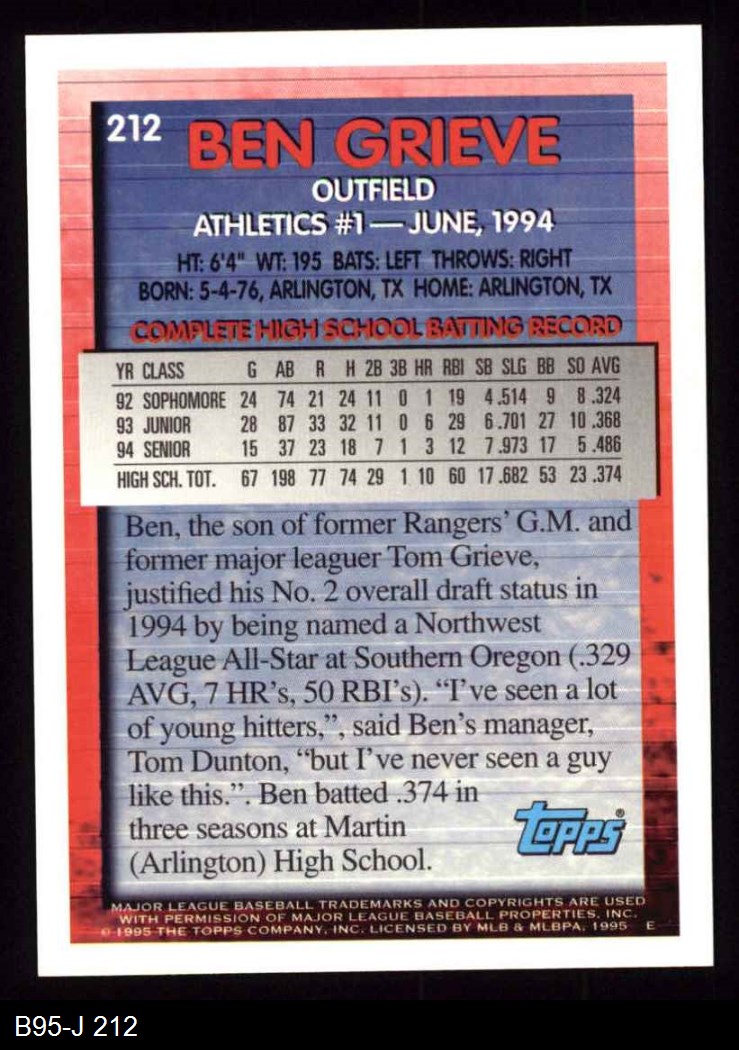 212
BEN GRIEVE
OUTFIELD
ATHLETICS #1 — JUNE, 1994
HT: 6'4" WT: 195 BATS: LEFT THROWS: RIGHT
BORN: 5-4-76, ARLINGTON, TX HOME: ARLINGTON, TX
COMPLETE HIGH SCHOOL BATTING RECORD
YR CLASS G AB R H 2B 3B HR RBI SB SLG BB SO AVG
92 SOPHOMORE 24 74 21 24 11 0 1 19 4 .514 9 8 .324
93 JUNIOR 28 87 33 32 11 0 6 29 6 .701 27 10 .368
94 SENIOR 15 37 23 18 7 1 3 12 7 .973 17 5 .486
HIGH SCH. TOT. 67 198 77 74 29 1 10 60 17 .682 53 23 .374
Ben, the son of former Rangers' G.M. and
former major leaguer Tom Grieve,
justified his No. 2 overall draft status in
1994 by being named a Northwest
League All-Star at Southern Oregon (.329
AVG, 7 HR's, 50 RBI's). “I've seen a lot
of young hitters,”, said Ben's manager,
Tom Dunton, “but I've never seen a guy
like this.”. Ben batted .374 in
three seasons at Martin
(Arlington) High School.
Topps®
MAJOR LEAGUE BASEBALL TRADEMARKS AND COPYRIGHTS ARE USED
WITH PERMISSION OF MAJOR LEAGUE BASEBALL PROPERTIES, INC.
© 1995 THE TOPPS COMPANY, INC. LICENSED BY MLB & MLBPA, 1995 E
B95-J 212